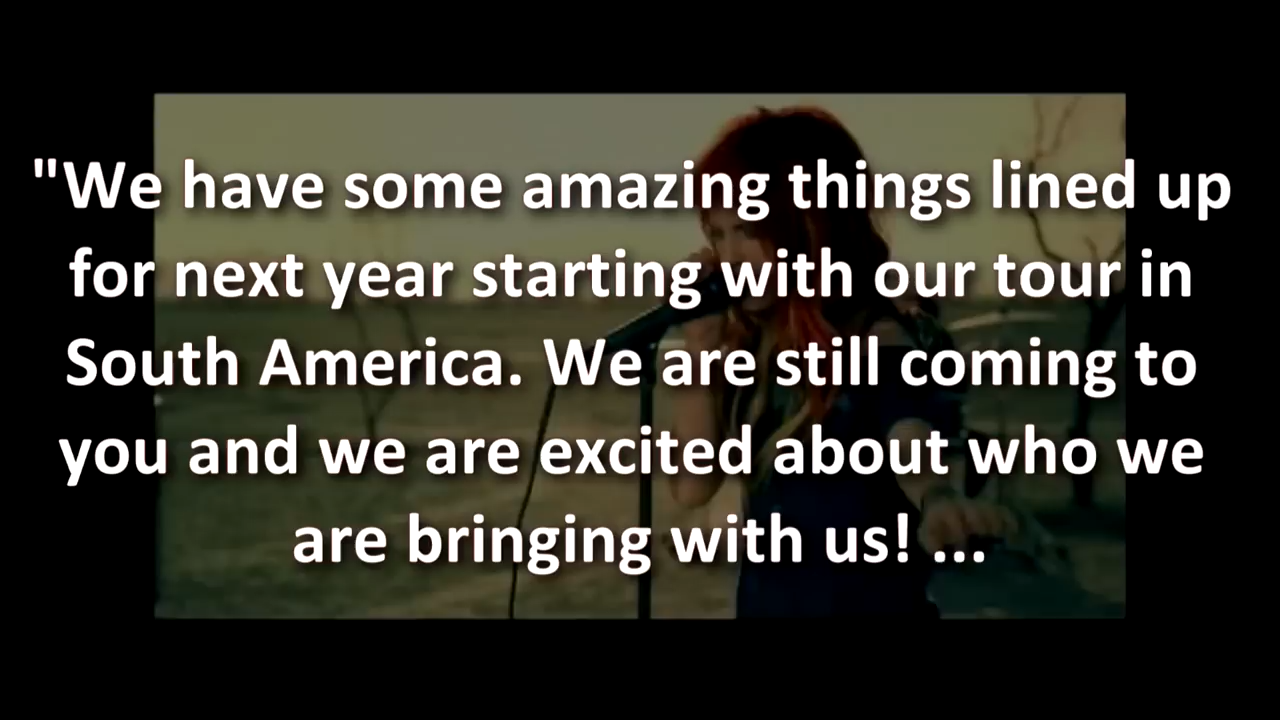 "We have some amazing things lined up
for next year starting with our tour in
South America. We are still coming to
you and we are excited about who we
are bringing with us! ...